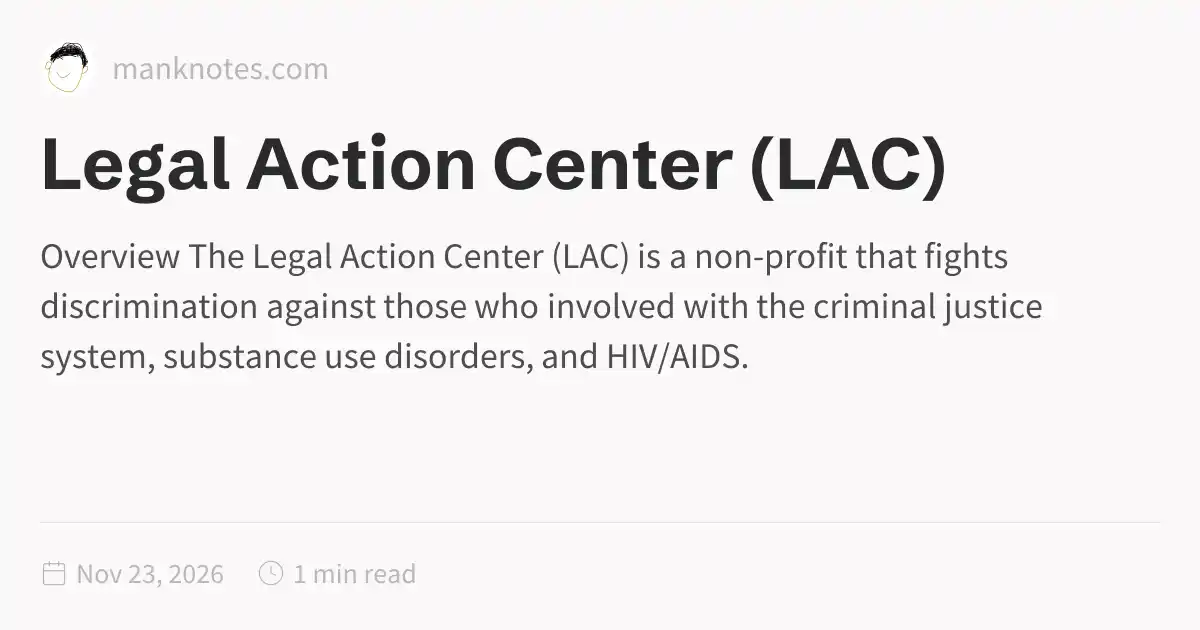 manknotes.com
Legal Action Center (LAC)
Overview The Legal Action Center (LAC) is a non-profit that fights
discrimination against those who involved with the criminal justice
system, substance use disorders, and HIV/AIDS.
Nov 23, 2026 1 min read